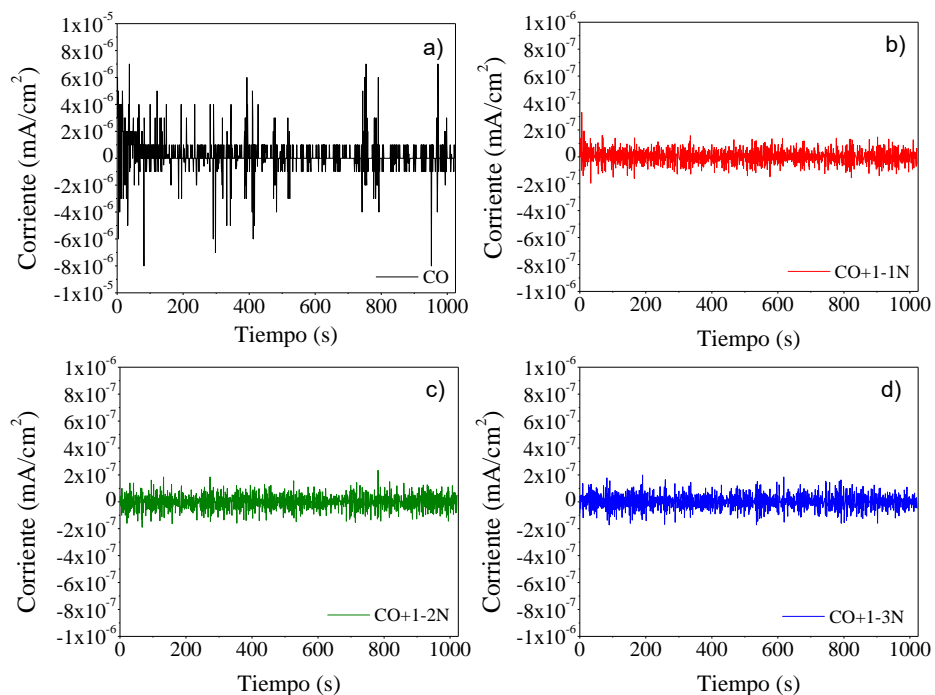 a)
Corriente (mA/cm²)
1x10⁻⁵
8x10⁻⁶
6x10⁻⁶
4x10⁻⁶
2x10⁻⁶
0
-2x10⁻⁶
-4x10⁻⁶
-6x10⁻⁶
-8x10⁻⁶
-1x10⁻⁵
CO
0 200 400 600 800 1000
Tiempo (s)
b)
Corriente (mA/cm²)
1x10⁻⁶
8x10⁻⁷
6x10⁻⁷
4x10⁻⁷
2x10⁻⁷
0
-2x10⁻⁷
-4x10⁻⁷
-6x10⁻⁷
-8x10⁻⁷
-1x10⁻⁶
CO+1-1N
0 200 400 600 800 1000
Tiempo (s)
c)
Corriente (mA/cm²)
1x10⁻⁶
8x10⁻⁷
6x10⁻⁷
4x10⁻⁷
2x10⁻⁷
0
-2x10⁻⁷
-4x10⁻⁷
-6x10⁻⁷
-8x10⁻⁷
-1x10⁻⁶
CO+1-2N
0 200 400 600 800 1000
Tiempo (s)
d)
Corriente (mA/cm²)
1x10⁻⁶
8x10⁻⁷
6x10⁻⁷
4x10⁻⁷
2x10⁻⁷
0
-2x10⁻⁷
-4x10⁻⁷
-6x10⁻⁷
-8x10⁻⁷
-1x10⁻⁶
CO+1-3N
0 200 400 600 800 1000
Tiempo (s)